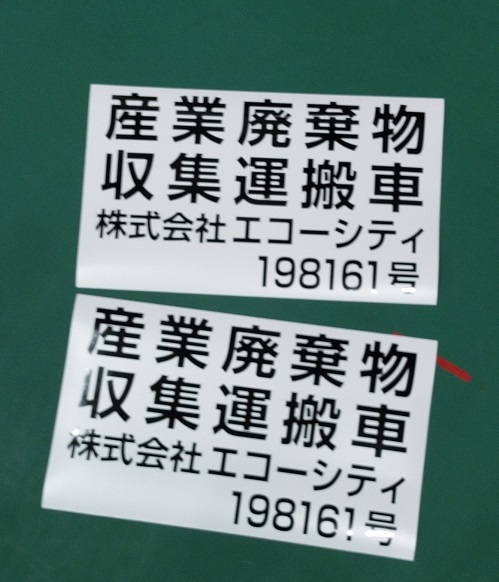 産業廃棄物
収集運搬車
株式会社エコーシティ
198161号
産業廃棄物
収集運搬車
株式会社エコーシティ
198161号